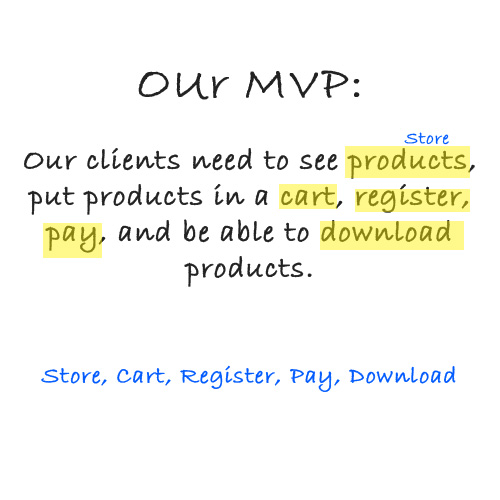 Our MVP:
Store
Our clients need to see products,
put products in a cart, register,
pay, and be able to download
products.
Store, Cart, Register, Pay, Download